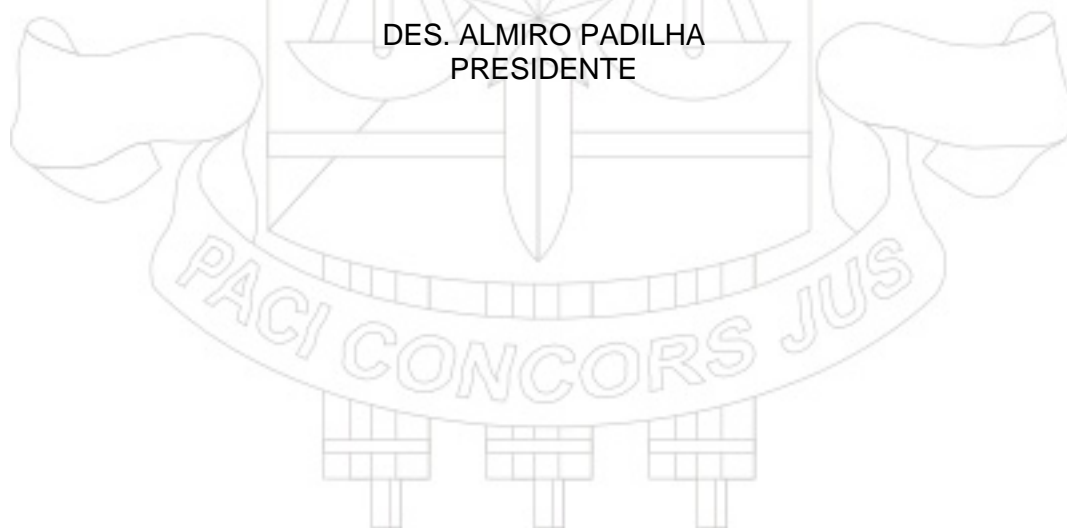 DES. ALMIRO PADILHA
PRESIDENTE
PACI CONCORS JUS